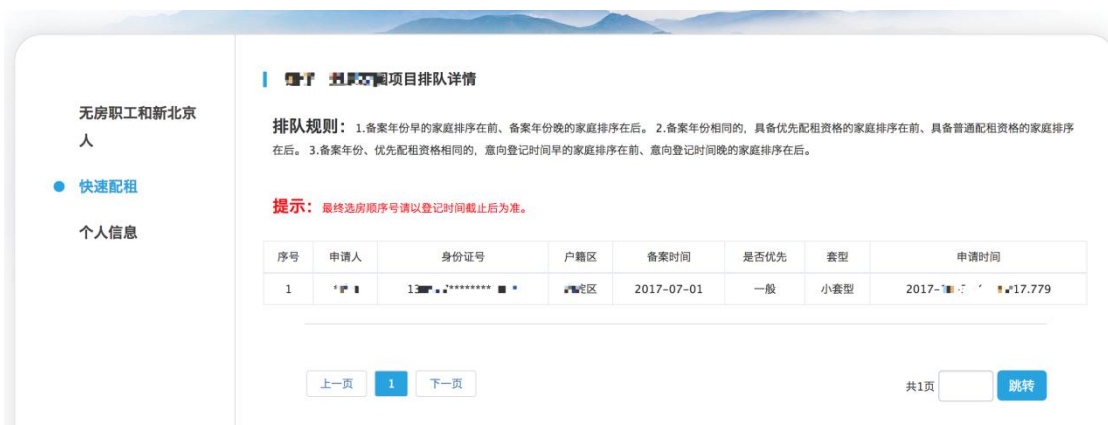 项目排队详情
无房职工和新北京
人
快速配租
个人信息
排队规则：1.备案年份早的家庭排序在前、备案年份晚的家庭排序在后。 2.备案年份相同的，具备优先配租资格的家庭排序在前、具备普通配租资格的家庭排序
在后。 3.备案年份、优先配租资格相同的，意向登记时间早的家庭排序在前、意向登记时间晚的家庭排序在后。
提示：最终选房顺序号请以登记时间截止后为准。
序号 申请人 身份证号 户籍区 备案时间 是否优先 套型 申请时间
1 13 ******** 区 2017-07-01 一般 小套型 2017- 17.779
上一页 1 下一页 共1页 跳转